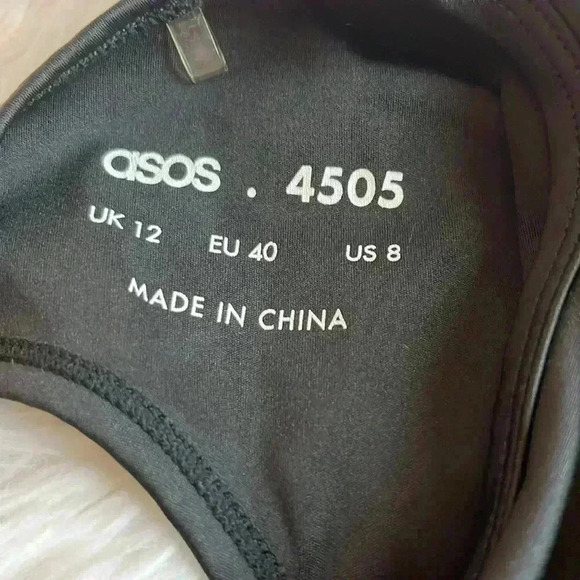 asos . 4505
UK 12 EU 40 US 8
MADE IN CHINA